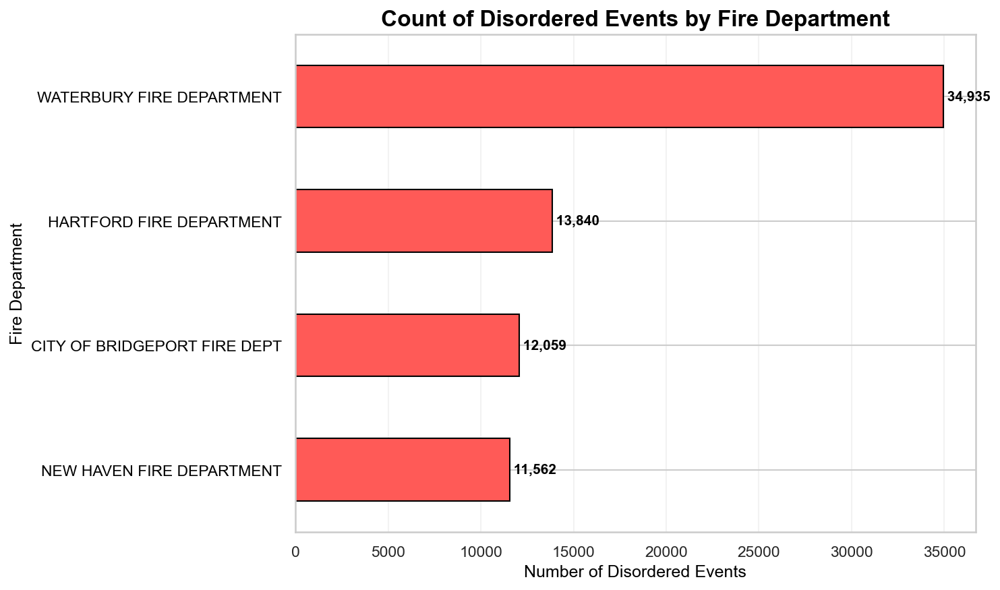 Count of Disordered Events by Fire Department
WATERBURY FIRE DEPARTMENT
34,935
HARTFORD FIRE DEPARTMENT
13,840
CITY OF BRIDGEPORT FIRE DEPT
12,059
NEW HAVEN FIRE DEPARTMENT
11,562
Fire Department
0 5000 10000 15000 20000 25000 30000 35000
Number of Disordered Events